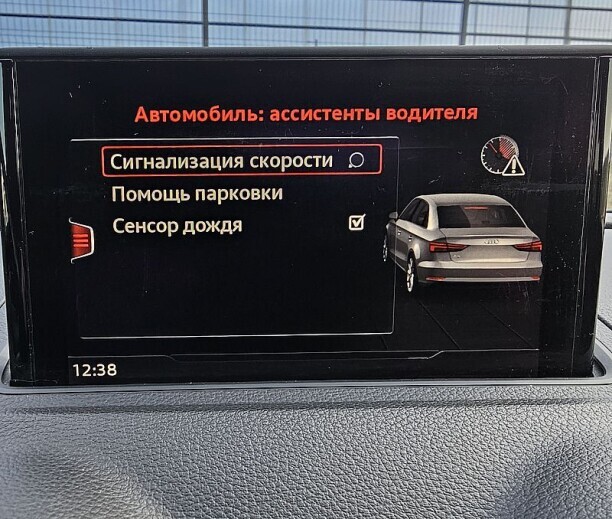 Автомобиль: ассистенты водителя
Сигнализация скорости
Помощь парковки
Сенсор дождя
12:38